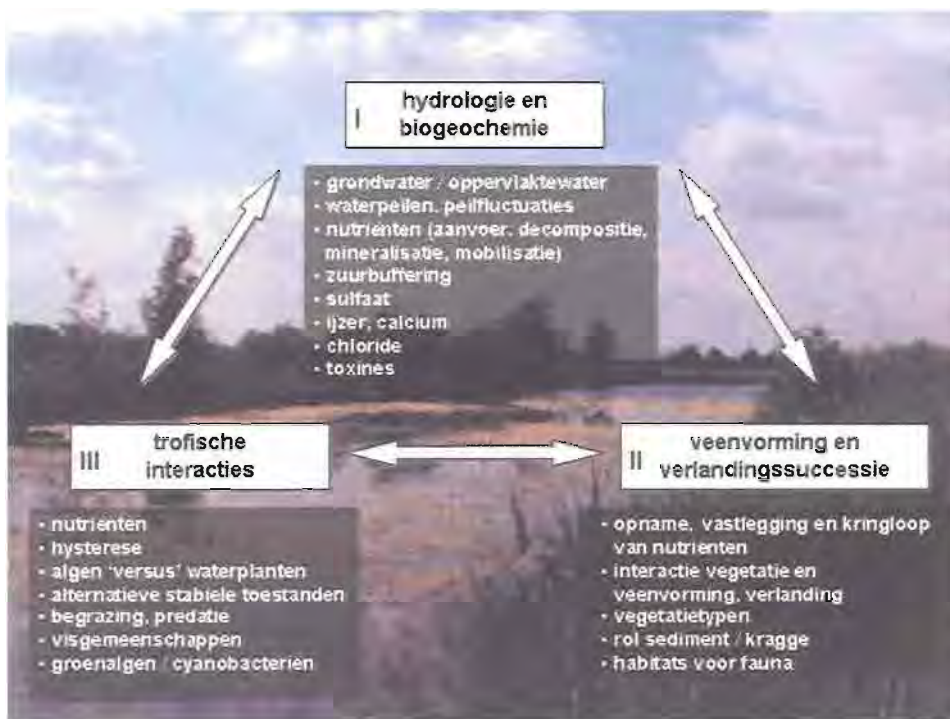 I
hydrologie en
biogeochemie
• grondwater / oppervlaktewater
• waterpeilen, peilfluctuaties
• nutriënten (aanvoer, decompositie,
mineralisatie, mobilisatie)
• zuurbuffering
• sulfaat
• ijzer, calcium
• chloride
• toxines
III
trofische
interacties
• nutriënten
• hysterese
• algen 'versus' waterplanten
• alternatieve stabiele toestanden
• begrazing, predatie
• visgemeenschappen
• groenalgen / cyanobacteriën
II
veenvorming en
verlandingssuccessie
• opname, vastlegging en kringloop
van nutriënten
• interactie vegetatie en
veenvorming, verlanding
• vegetatietypen
• rol sediment / kragge
• habitats voor fauna